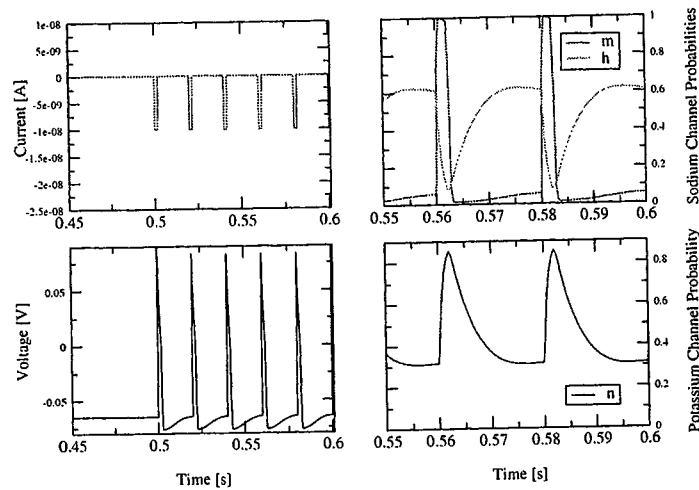 1e-08
5e-09
0
-5e-09
-1e-08
-1.5e-08
-2e-08
-2.5e-08
Current [A]
0.45
0.5
0.55
0.6
m
h
1
0.8
0.6
0.4
0.2
0
Sodium Channel Probabilities
0.55
0.56
0.57
0.58
0.59
0.6
0.05
0
-0.05
Voltage [V]
0.45
0.5
0.55
0.6
Time [s]
n
0.8
0.6
0.4
0.2
0
Potassium Channel Probability
0.55
0.56
0.57
0.58
0.59
0.6
Time [s]